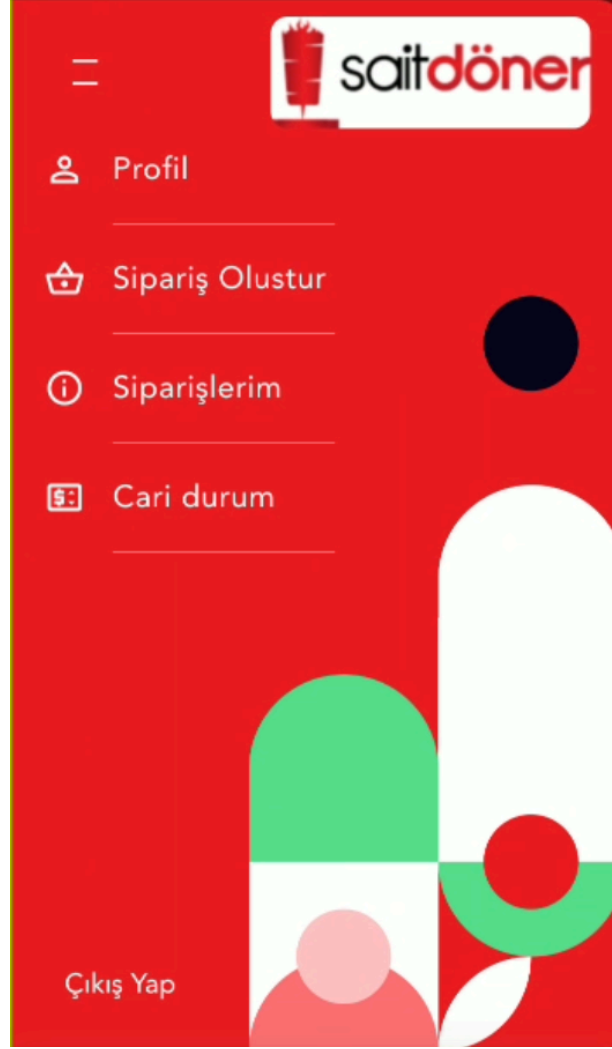 saitdöner
Profil
Sipariş Olustur
Siparişlerim
Cari durum
Çıkış Yap